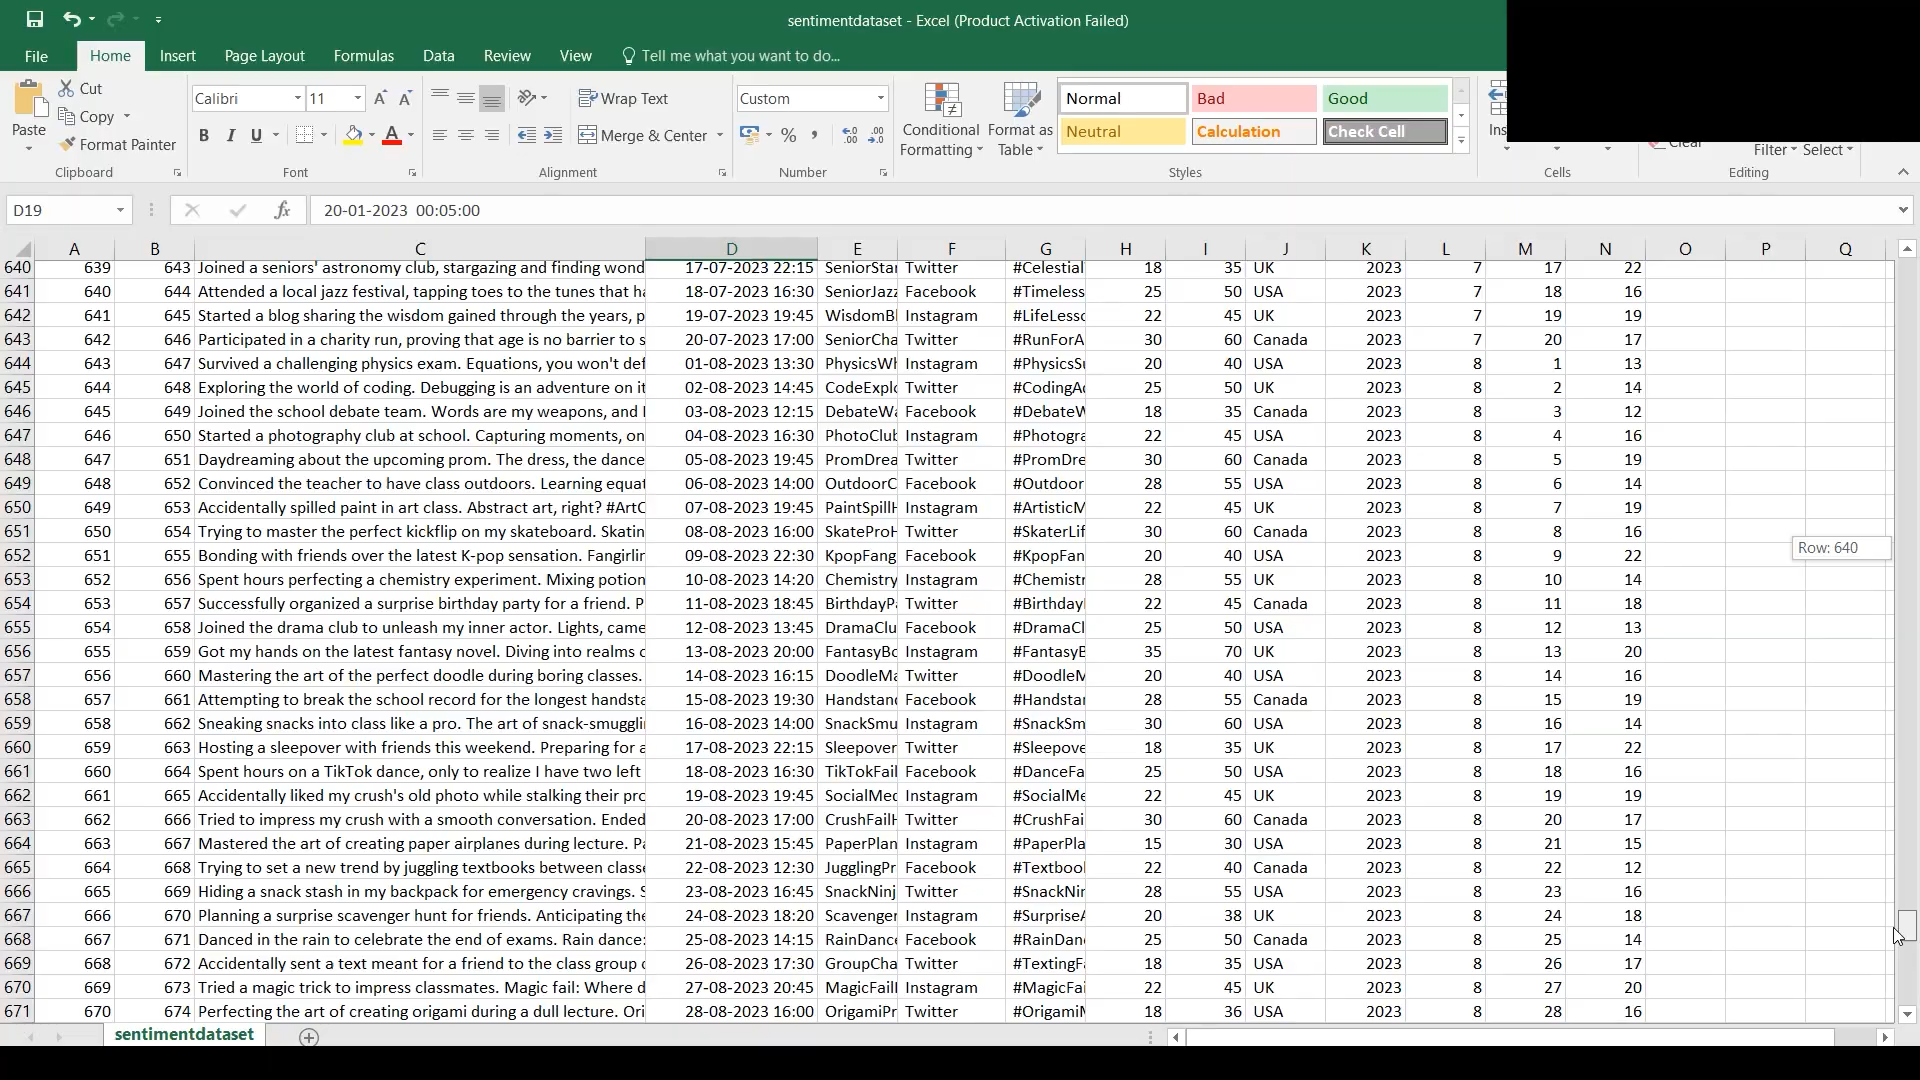 sentimentdataset - Excel (Product Activation Failed)
File Home Insert Page Layout Formulas Data Review View Tell me what you want to do...
Cut
Copy
Format Painter
Paste
Calibri 11
B I U
Wrap Text
Merge & Center
Custom
Conditional Formatting
Format as Table
Normal Bad Good
Neutral Calculation Check Cell
Filter Select
Clipboard Font Alignment Number Styles Cells Editing
D19 fx 20-01-2023 00:05:00
A B C D E F G H I J K L M N O P Q
640 639 643 Joined a seniors' astronomy club, stargazing and finding wond 17-07-2023 22:15 SeniorStar Twitter #Celestial 18 35 UK 2023 7 17 22
641 640 644 Attended a local jazz festival, tapping toes to the tunes that ha 18-07-2023 16:30 SeniorJazz Facebook #Timeless 25 50 USA 2023 7 18 16
642 641 645 Started a blog sharing the wisdom gained through the years, p 19-07-2023 19:45 WisdomBl Instagram #LifeLesso 22 45 UK 2023 7 19 19
643 642 646 Participated in a charity run, proving that age is no barrier to s 20-07-2023 17:00 SeniorCha Twitter #RunForA 30 60 Canada 2023 7 20 17
644 643 647 Survived a challenging physics exam. Equations, you won't def 01-08-2023 13:30 PhysicsWh Instagram #PhysicsSu 20 40 USA 2023 8 1 13
645 644 648 Exploring the world of coding. Debugging is an adventure on it 02-08-2023 14:45 CodeExplo Twitter #CodingAd 25 50 UK 2023 8 2 14
646 645 649 Joined the school debate team. Words are my weapons, and I 03-08-2023 12:15 DebateWa Facebook #DebateW 18 35 Canada 2023 8 3 12
647 646 650 Started a photography club at school. Capturing moments, on 04-08-2023 16:30 PhotoClub Instagram #Photogra 22 45 USA 2023 8 4 16
648 647 651 Daydreaming about the upcoming prom. The dress, the dance 05-08-2023 19:45 PromDrea Twitter #PromDre 30 60 Canada 2023 8 5 19
649 648 652 Convinced the teacher to have class outdoors. Learning equat 06-08-2023 14:00 OutdoorC Facebook #Outdoor 28 55 USA 2023 8 6 14
650 649 653 Accidentally spilled paint in art class. Abstract art, right? #ArtC 07-08-2023 19:45 PaintSpillH Instagram #ArtisticM 22 45 UK 2023 8 7 19
651 650 654 Trying to master the perfect kickflip on my skateboard. Skatin 08-08-2023 16:00 SkateProH Twitter #SkaterLif 30 60 Canada 2023 8 8 16
Row: 640
652 651 655 Bonding with friends over the latest K-pop sensation. Fangirlin 09-08-2023 22:30 KpopFang Facebook #KpopFan 20 40 USA 2023 8 9 22
653 652 656 Spent hours perfecting a chemistry experiment. Mixing potion 10-08-2023 14:20 Chemistry Instagram #Chemistr 28 55 UK 2023 8 10 14
654 653 657 Successfully organized a surprise birthday party for a friend. P 11-08-2023 18:45 BirthdayPa Twitter #Birthday 22 45 Canada 2023 8 11 18
655 654 658 Joined the drama club to unleash my inner actor. Lights, came 12-08-2023 13:45 DramaClu Facebook #DramaCl 25 50 USA 2023 8 12 13
656 655 659 Got my hands on the latest fantasy novel. Diving into realms o 13-08-2023 20:00 FantasyBo Instagram #FantasyB 35 70 UK 2023 8 13 20
657 656 660 Mastering the art of the perfect doodle during boring classes. 14-08-2023 16:15 DoodleMa Twitter #DoodleM 20 40 USA 2023 8 14 16
658 657 661 Attempting to break the school record for the longest handsta 15-08-2023 19:30 Handstand Facebook #Handstar 28 55 Canada 2023 8 15 19
659 658 662 Sneaking snacks into class like a pro. The art of snack-smuggli 16-08-2023 14:00 SnackSmu Instagram #SnackSm 30 60 USA 2023 8 16 14
660 659 663 Hosting a sleepover with friends this weekend. Preparing for a 17-08-2023 22:15 Sleepover Twitter #Sleepove 18 35 UK 2023 8 17 22
661 660 664 Spent hours on a TikTok dance, only to realize I have two left 18-08-2023 16:30 TikTokFail Facebook #DanceFa 25 50 USA 2023 8 18 16
662 661 665 Accidentally liked my crush's old photo while stalking their pro 19-08-2023 19:45 SocialMed Instagram #SocialMe 22 45 UK 2023 8 19 19
663 662 666 Tried to impress my crush with a smooth conversation. Ended 20-08-2023 17:00 CrushFailH Twitter #CrushFai 30 60 Canada 2023 8 20 17
664 663 667 Mastered the art of creating paper airplanes during lecture. Pa 21-08-2023 15:45 PaperPlan Instagram #PaperPla 15 30 USA 2023 8 21 15
665 664 668 Trying to set a new trend by juggling textbooks between classe 22-08-2023 12:30 JugglingPr Facebook #Textbool 22 40 Canada 2023 8 22 12
666 665 669 Hiding a snack stash in my backpack for emergency cravings. S 23-08-2023 16:45 SnackNinj Twitter #SnackNin 28 55 USA 2023 8 23 16
667 666 670 Planning a surprise scavenger hunt for friends. Anticipating the 24-08-2023 18:20 Scavenger Instagram #SurpriseA 20 38 UK 2023 8 24 18
668 667 671 Danced in the rain to celebrate the end of exams. Rain dance: 25-08-2023 14:15 RainDance Facebook #RainDan 25 50 Canada 2023 8 25 14
669 668 672 Accidentally sent a text meant for a friend to the class group c 26-08-2023 17:30 GroupCha Twitter #TextingFa 18 35 USA 2023 8 26 17
670 669 673 Tried a magic trick to impress classmates. Magic fail: Where d 27-08-2023 20:45 MagicFail Instagram #MagicFai 22 45 UK 2023 8 27 20
671 670 674 Perfecting the art of creating origami during a dull lecture. Ori 28-08-2023 16:00 OrigamiPr Twitter #OrigamiM 18 36 USA 2023 8 28 16
sentimentdataset